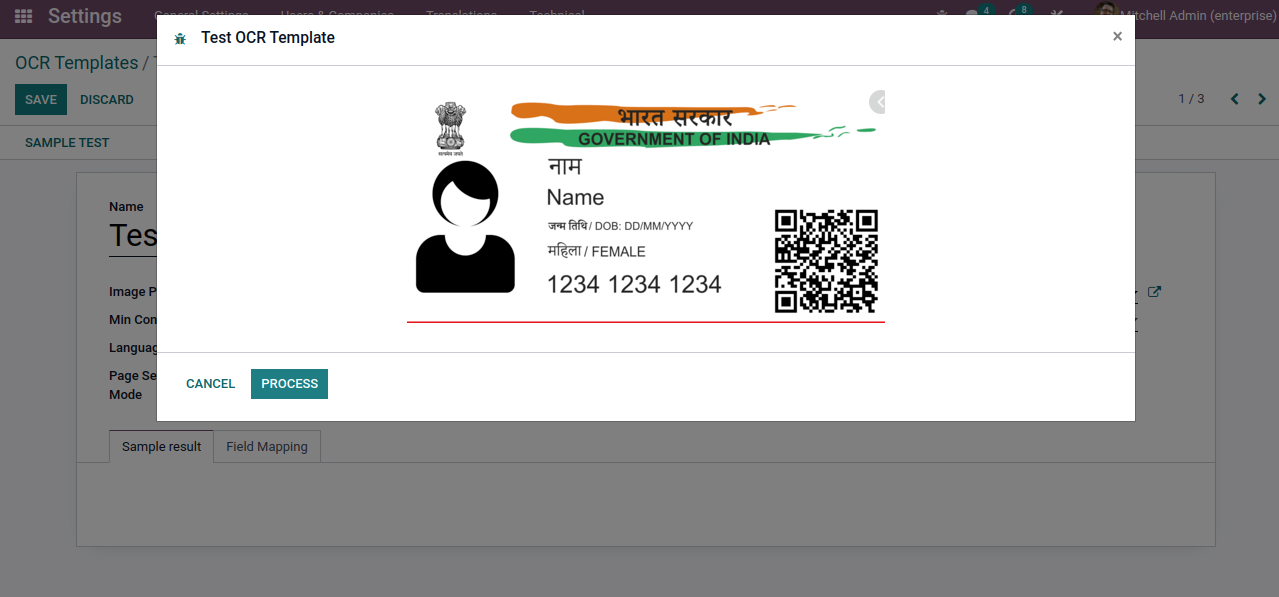 Settings General Settings Users & Companies Translations Technical 4 8 Mitchell Admin (enterprise)
Test OCR Template ×
OCR Templates /
SAVE DISCARD 1 / 3
SAMPLE TEST
भारत सरकार
GOVERNMENT OF INDIA
सत्यमेव जयते
नाम
Name
जन्म तिथि / DOB: DD/MM/YYYY
महिला / FEMALE
1234 1234 1234
Name
Tes
Image P
Min Con
Languag
Page Se
Mode
CANCEL PROCESS
Sample result Field Mapping